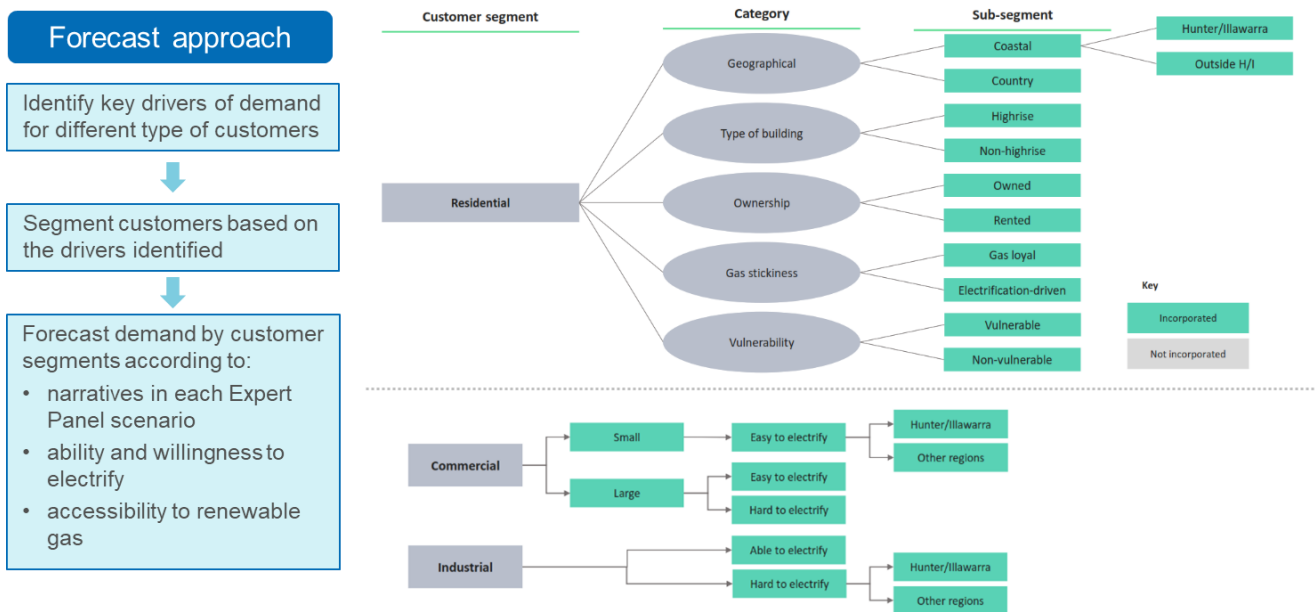 Forecast approach
Identify key drivers of demand
for different type of customers
Segment customers based on
the drivers identified
Forecast demand by customer
segments according to:
• narratives in each Expert
Panel scenario
• ability and willingness to
electrify
• accessibility to renewable
gas
Customer segment
Category
Sub-segment
Residential
Geographical
Coastal
Hunter/Illawarra
Outside H/I
Country
Type of building
Highrise
Non-highrise
Ownership
Owned
Rented
Gas stickiness
Gas loyal
Electrification-driven
Vulnerability
Vulnerable
Non-vulnerable
Key
Incorporated
Not incorporated
Commercial
Small
Easy to electrify
Hunter/Illawarra
Other regions
Large
Easy to electrify
Hard to electrify
Industrial
Able to electrify
Hard to electrify
Hunter/Illawarra
Other regions